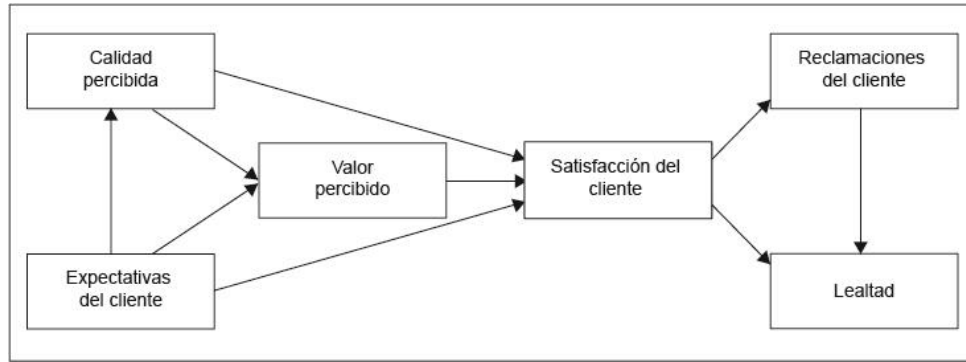 Calidad
percibida
Reclamaciones
del cliente
Valor
percibido
Satisfacción del
cliente
Expectativas
del cliente
Lealtad